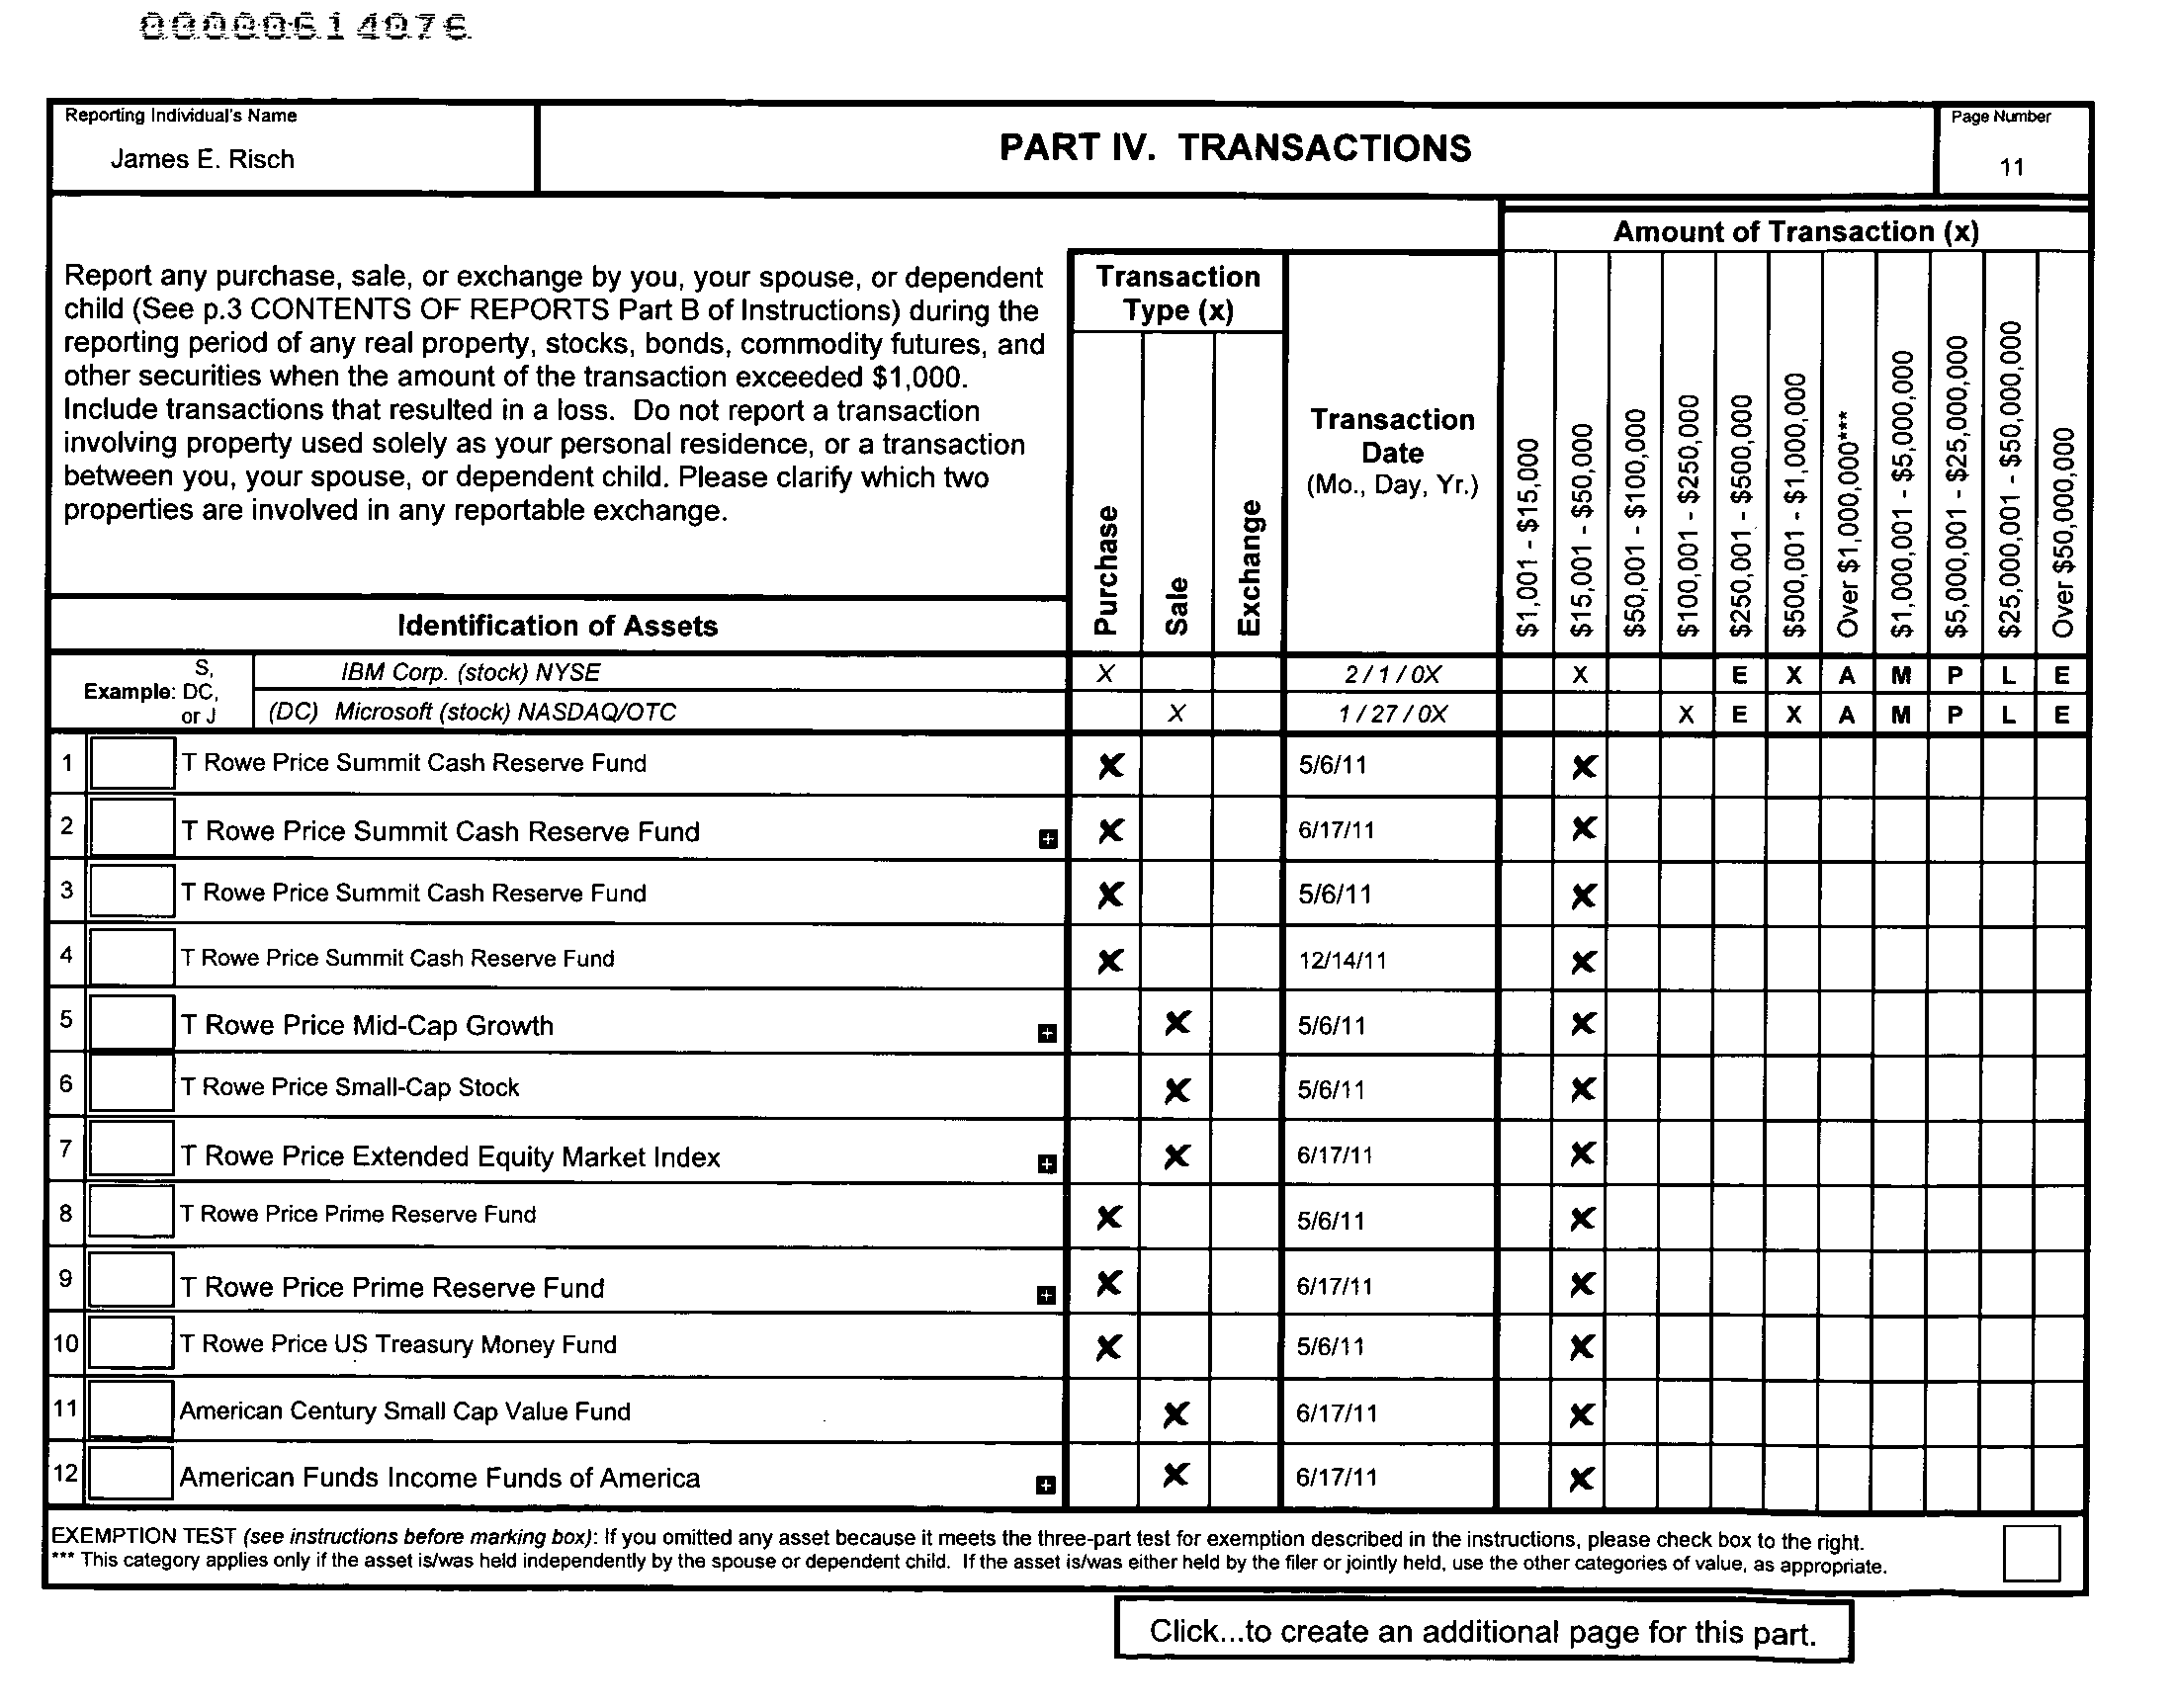 00000614076
Reporting Individual's Name
James E. Risch
PART IV. TRANSACTIONS
Page Number
11
Report any purchase, sale, or exchange by you, your spouse, or dependent
child (See p.3 CONTENTS OF REPORTS Part B of Instructions) during the
reporting period of any real property, stocks, bonds, commodity futures, and
other securities when the amount of the transaction exceeded $1,000.
Include transactions that resulted in a loss. Do not report a transaction
involving property used solely as your personal residence, or a transaction
between you, your spouse, or dependent child. Please clarify which two
properties are involved in any reportable exchange.
Identification of Assets
Transaction
Type (x)
Purchase
Sale
Exchange
Transaction
Date
(Mo., Day, Yr.)
Amount of Transaction (x)
$1,001 - $15,000
$15,001 - $50,000
$50,001 - $100,000
$100,001 - $250,000
$250,001 - $500,000
$500,001 - $1,000,000
Over $1,000,000***
$1,000,001 - $5,000,000
$5,000,001 - $25,000,000
$25,000,001 - $50,000,000
Over $50,000,000
Example: S, DC, or J
IBM Corp. (stock) NYSE X 2 / 1 / 0X X E X A M P L E
(DC) Microsoft (stock) NASDAQ/OTC X 1 / 27 / 0X X E X A M P L E
1 T Rowe Price Summit Cash Reserve Fund X 5/6/11 X
2 T Rowe Price Summit Cash Reserve Fund + X 6/17/11 X
3 T Rowe Price Summit Cash Reserve Fund X 5/6/11 X
4 T Rowe Price Summit Cash Reserve Fund X 12/14/11 X
5 T Rowe Price Mid-Cap Growth + X 5/6/11 X
6 T Rowe Price Small-Cap Stock X 5/6/11 X
7 T Rowe Price Extended Equity Market Index + X 6/17/11 X
8 T Rowe Price Prime Reserve Fund X 5/6/11 X
9 T Rowe Price Prime Reserve Fund + X 6/17/11 X
10 T Rowe Price US Treasury Money Fund X 5/6/11 X
11 American Century Small Cap Value Fund X 6/17/11 X
12 American Funds Income Funds of America + X 6/17/11 X
EXEMPTION TEST (see instructions before marking box): If you omitted any asset because it meets the three-part test for exemption described in the instructions, please check box to the right.
*** This category applies only if the asset is/was held independently by the spouse or dependent child. If the asset is/was either held by the filer or jointly held, use the other categories of value, as appropriate.
Click...to create an additional page for this part.